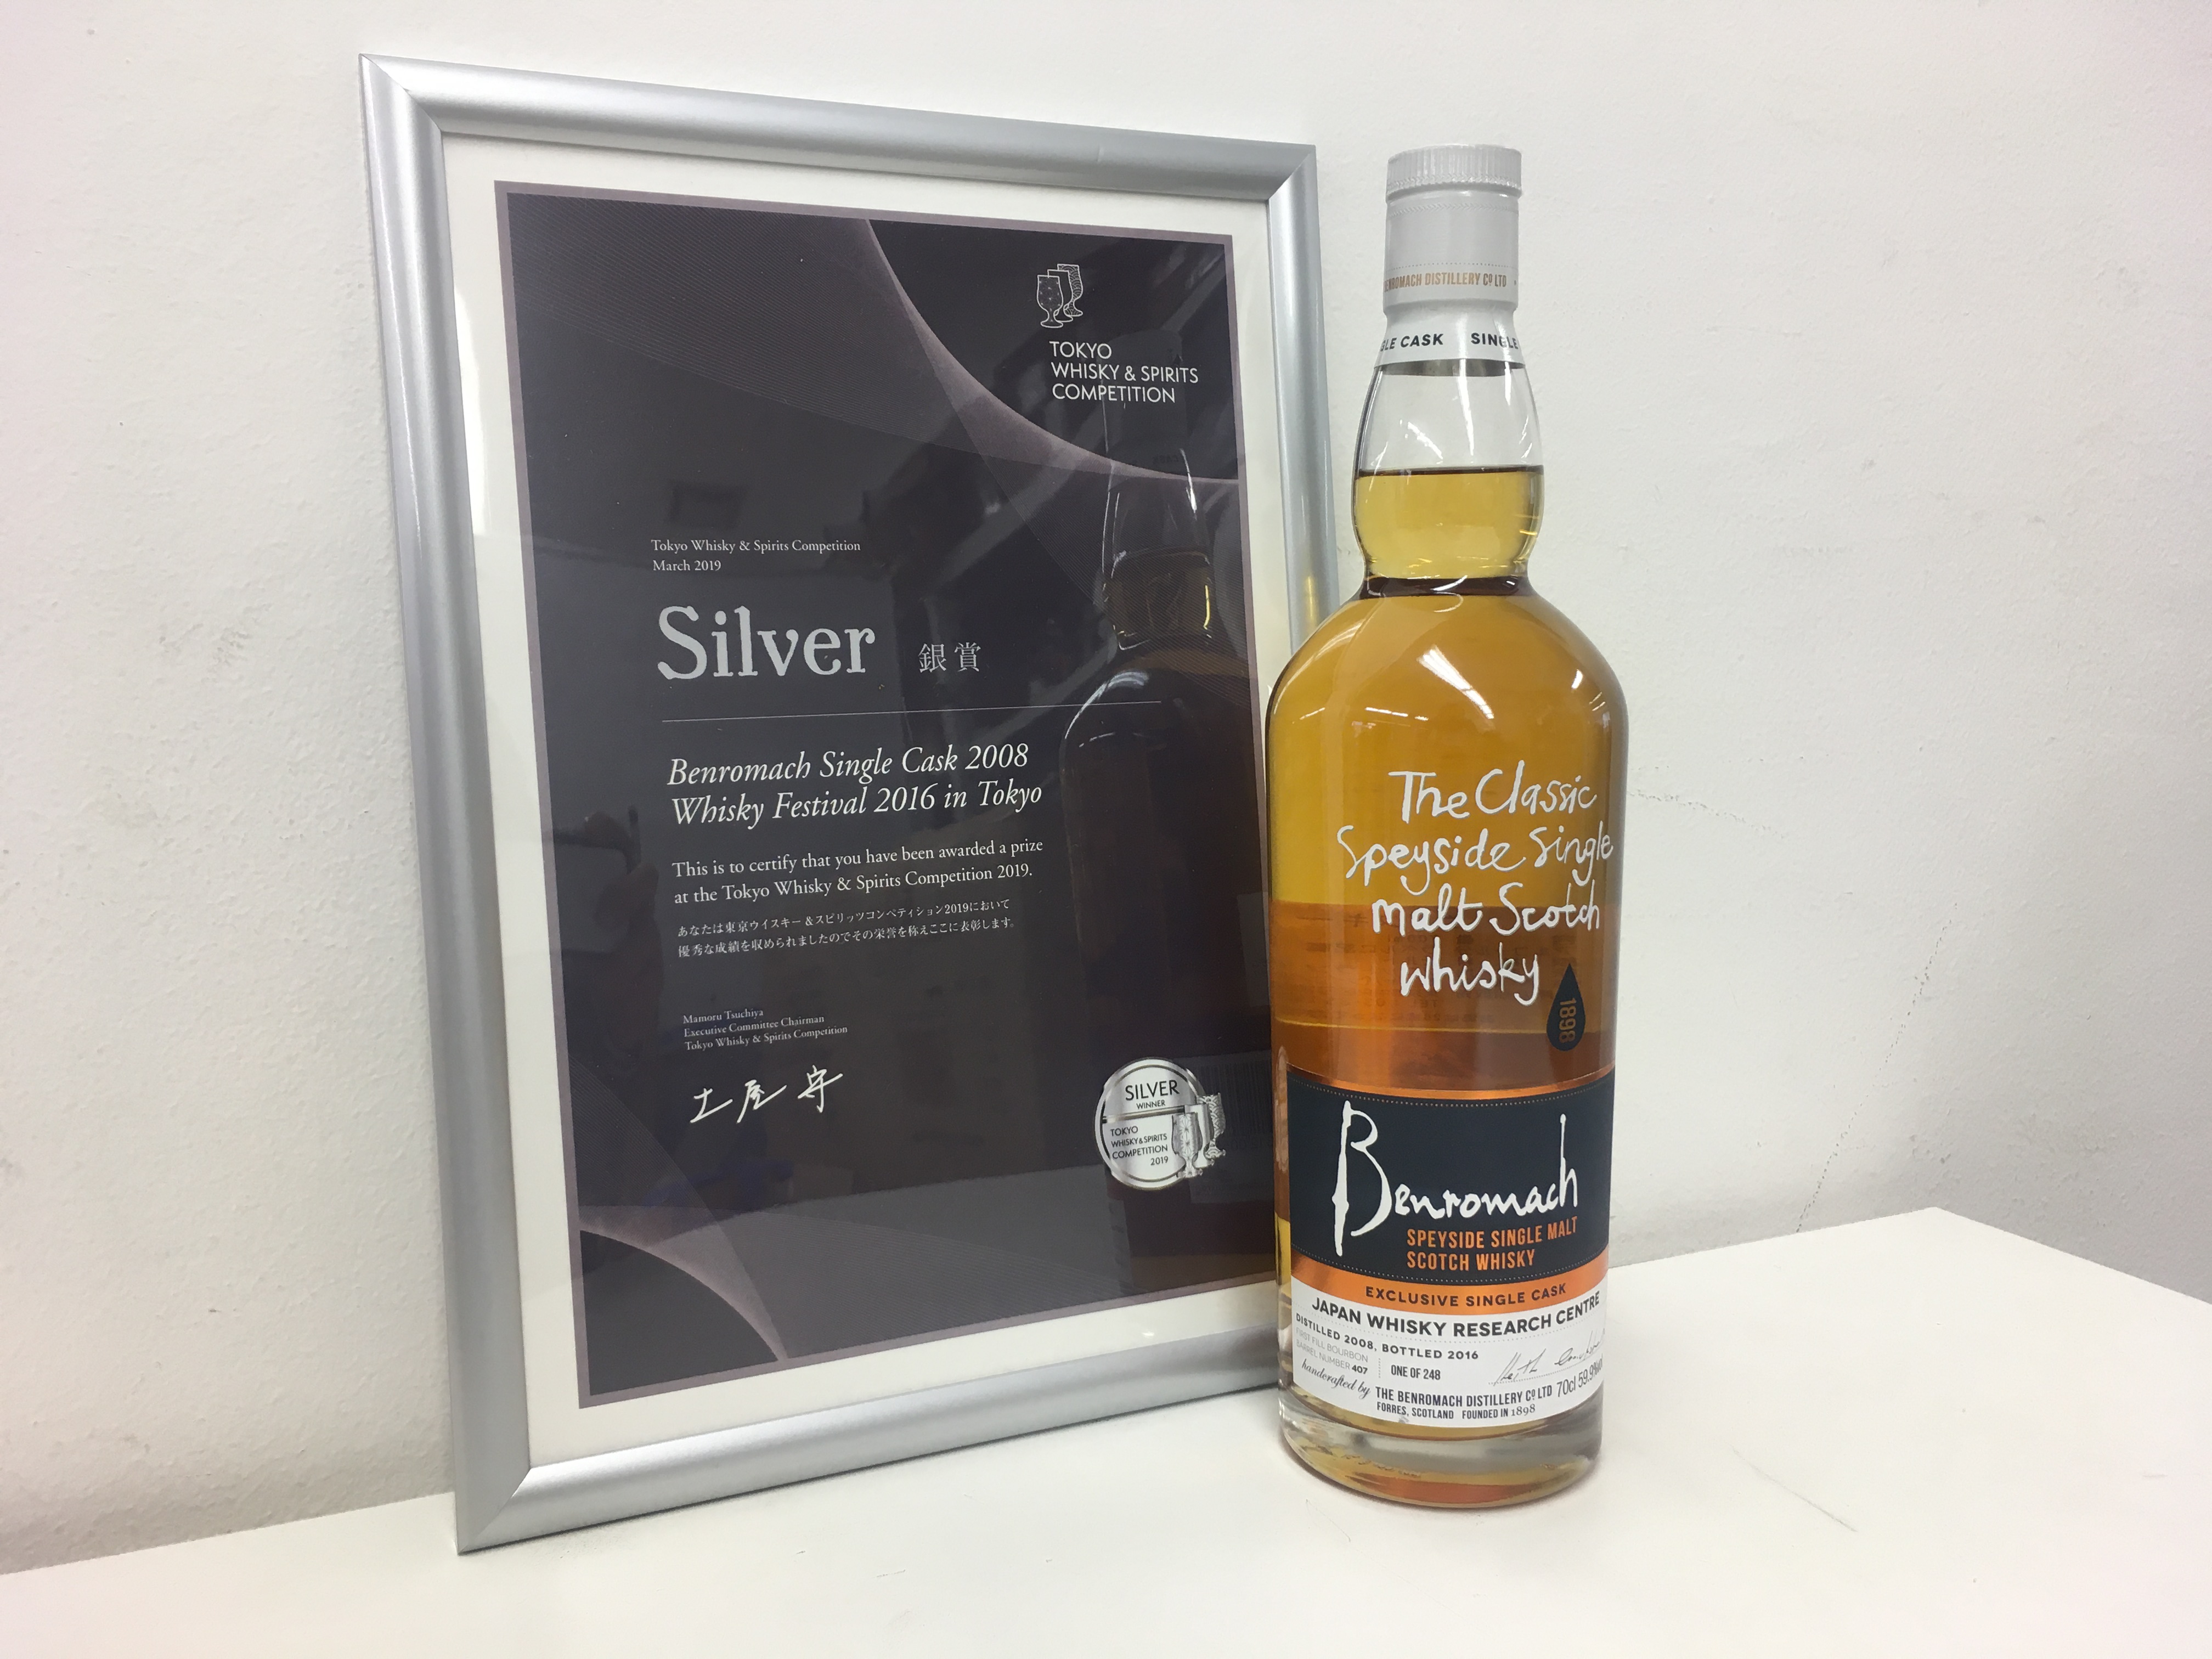 TOKYO
WHISKY & SPIRITS
COMPETITION
Tokyo Whisky & Spirits Competition
March 2019
Silver 銀賞
Benromach Single Cask 2008
Whisky Festival 2016 in Tokyo
This is to certify that you have been awarded a prize
at the Tokyo Whisky & Spirits Competition 2019.
あなたは東京ウイスキー&スピリッツコンペティション2019において
優秀な成績を収められましたのでその栄誉を称えここに表彰します。
Mamoru Tsuchiya
Executive Committee Chairman
Tokyo Whisky & Spirits Competition
土屋守
SILVER
WINNER
TOKYO
WHISKY & SPIRITS
COMPETITION
2019
BENROMACH DISTILLERY Cº LTD
CASK SINGLE
The Classic
Speyside Single
Malt Scotch
Whisky
1898
Benromach
SPEYSIDE SINGLE MALT
SCOTCH WHISKY
EXCLUSIVE SINGLE CASK
JAPAN WHISKY RESEARCH CENTRE
DISTILLED 2008, BOTTLED 2016
FIRST FILL BOURBON
BARREL NUMBER 407
ONE OF 248
handcrafted by THE BENROMACH DISTILLERY Cº LTD 70cl 59.9%
FORRES, SCOTLAND FOUNDED IN 1898